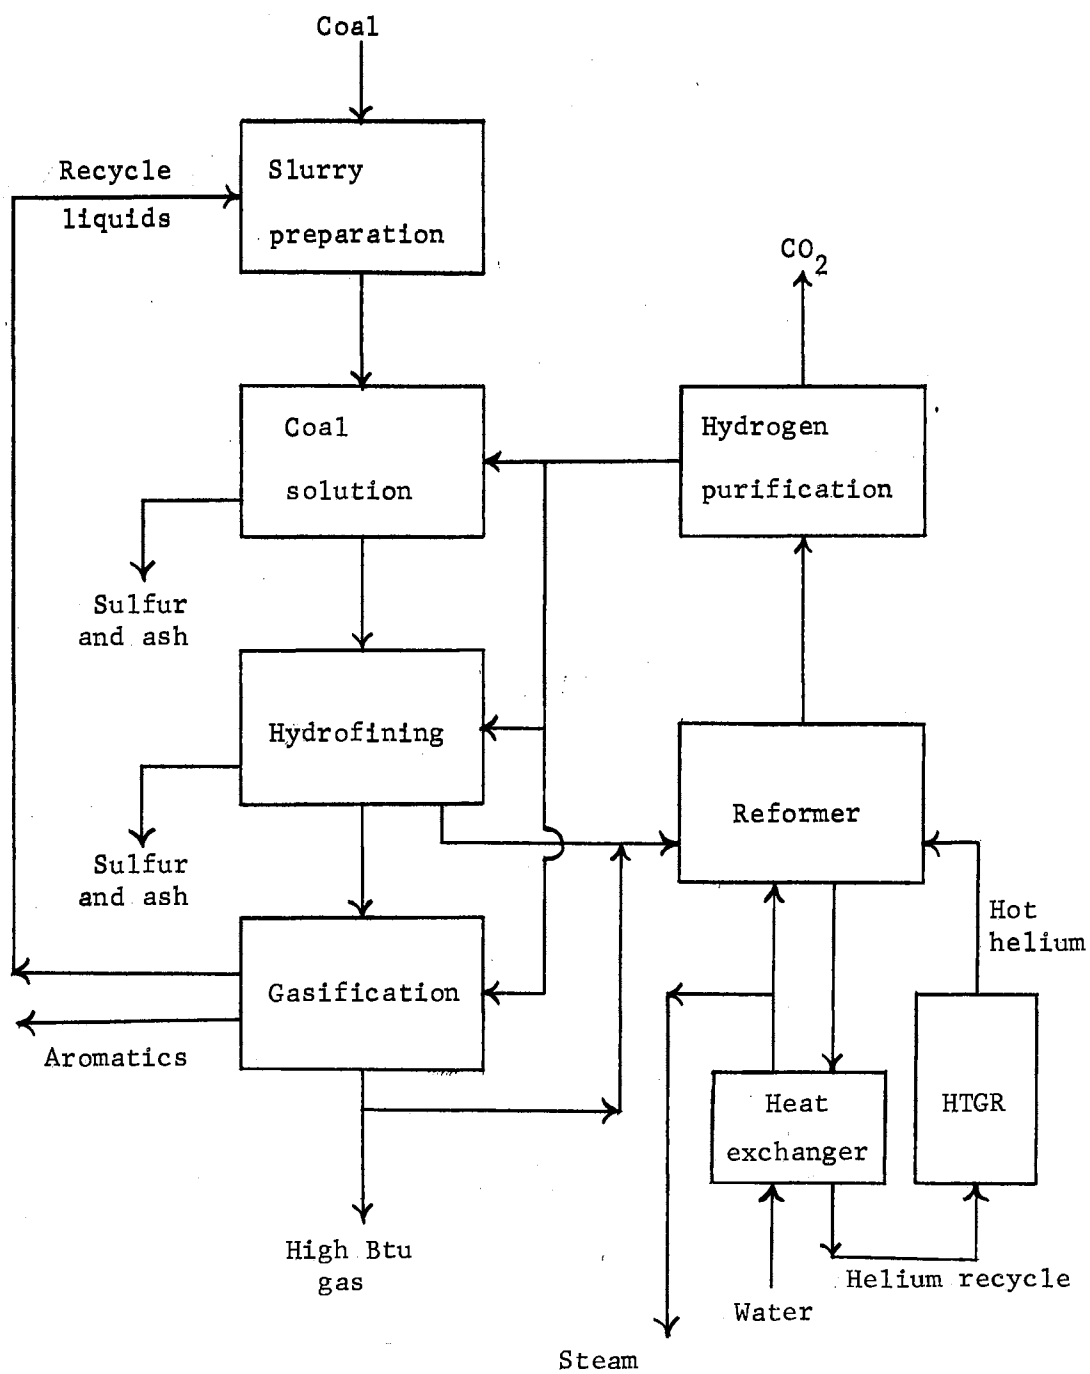 Coal
Recycle
liquids
Slurry
preparation
CO2
Coal
solution
Hydrogen
purification
Sulfur
and ash
Hydrofining
Reformer
Sulfur
and ash
Hot
helium
Gasification
Aromatics
Heat
exchanger
HTGR
High Btu
gas
Helium recycle
Water
Steam